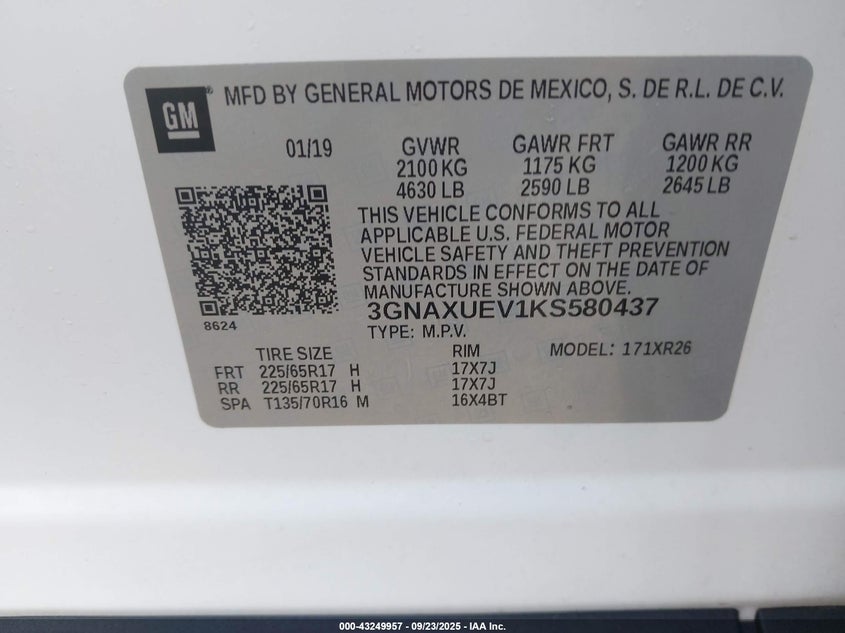 GM®
MFD BY GENERAL MOTORS DE MEXICO, S. DE R.L. DE C.V.
01/19 GVWR GAWR FRT GAWR RR
2100 KG 1175 KG 1200 KG
4630 LB 2590 LB 2645 LB
THIS VEHICLE CONFORMS TO ALL
APPLICABLE U.S. FEDERAL MOTOR
VEHICLE SAFETY AND THEFT PREVENTION
STANDARDS IN EFFECT ON THE DATE OF
MANUFACTURE SHOWN ABOVE.
3GNAXUEV1KS580437
8624
TYPE: M.P.V.
TIRE SIZE RIM MODEL: 171XR26
FRT 225/65R17 H 17X7J
RR 225/65R17 H 17X7J
SPA T135/70R16 M 16X4BT
000-43249957 - 09/23/2025 - IAA Inc.